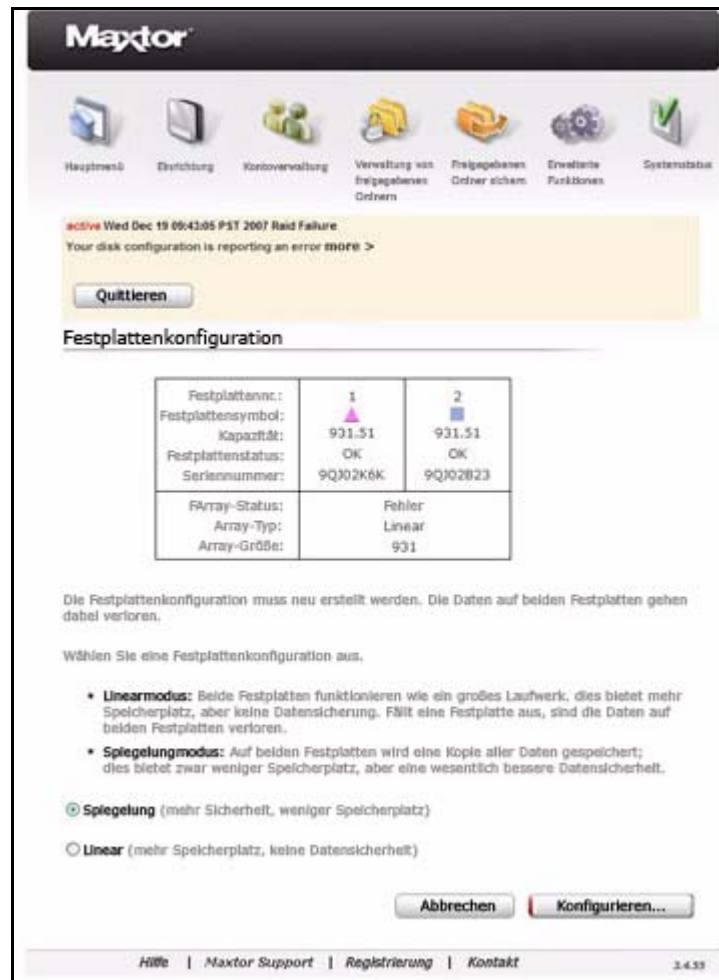 Maxtor
Hauptmenü
Einrichtung
Kontoverwaltung
Verwaltung von freigegebenen Ordnern
Freigegebenen Ordner sichern
Erweiterte Funktionen
Systemstatus
active Wed Dec 19 09:43:05 PST 2007 Raid Failure
Your disk configuration is reporting an error more >
Quittieren
Festplattenkonfiguration
Festplattennr.: 1 2
Festplattensymbol:
Kapazität: 931.51 931.51
Festplattenstatus: OK OK
Seriennummer: 9QJ02K6K 9QJ02B23
FArray-Status: Fehler
Array-Typ: Linear
Array-Größe: 931
Die Festplattenkonfiguration muss neu erstellt werden. Die Daten auf beiden Festplatten gehen
dabei verloren.
Wählen Sie eine Festplattenkonfiguration aus.
• Linearmodus: Beide Festplatten funktionieren wie ein großes Laufwerk, dies bietet mehr
Speicherplatz, aber keine Datensicherung. Fällt eine Festplatte aus, sind die Daten auf
beiden Festplatten verloren.
• Spiegelungmodus: Auf beiden Festplatten wird eine Kopie aller Daten gespeichert;
dies bietet zwar weniger Speicherplatz, aber eine wesentlich bessere Datensicherheit.
Spiegelung (mehr Sicherheit, weniger Speicherplatz)
Linear (mehr Speicherplatz, keine Datensicherheit)
Abbrechen
Konfigurieren...
Hilfe | Maxtor Support | Registrierung | Kontakt
3.4.55